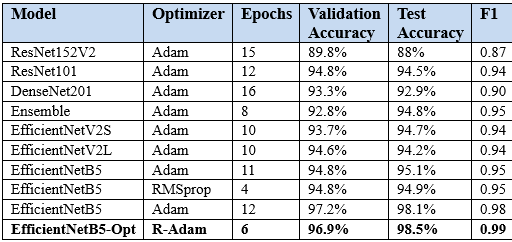 Model Optimizer Epochs Validation Accuracy Test Accuracy F1
ResNet152V2 Adam 15 89.8% 88% 0.87
ResNet101 Adam 12 94.8% 94.5% 0.94
DenseNet201 Adam 16 93.3% 92.9% 0.90
Ensemble Adam 8 92.8% 94.8% 0.95
EfficientNetV2S Adam 10 93.7% 94.7% 0.94
EfficientNetV2L Adam 10 94.6% 94.2% 0.94
EfficientNetB5 Adam 11 94.8% 95.1% 0.95
EfficientNetB5 RMSprop 4 94.8% 94.9% 0.95
EfficientNetB5 Adam 12 97.2% 98.1% 0.98
EfficientNetB5-Opt R-Adam 6 96.9% 98.5% 0.99